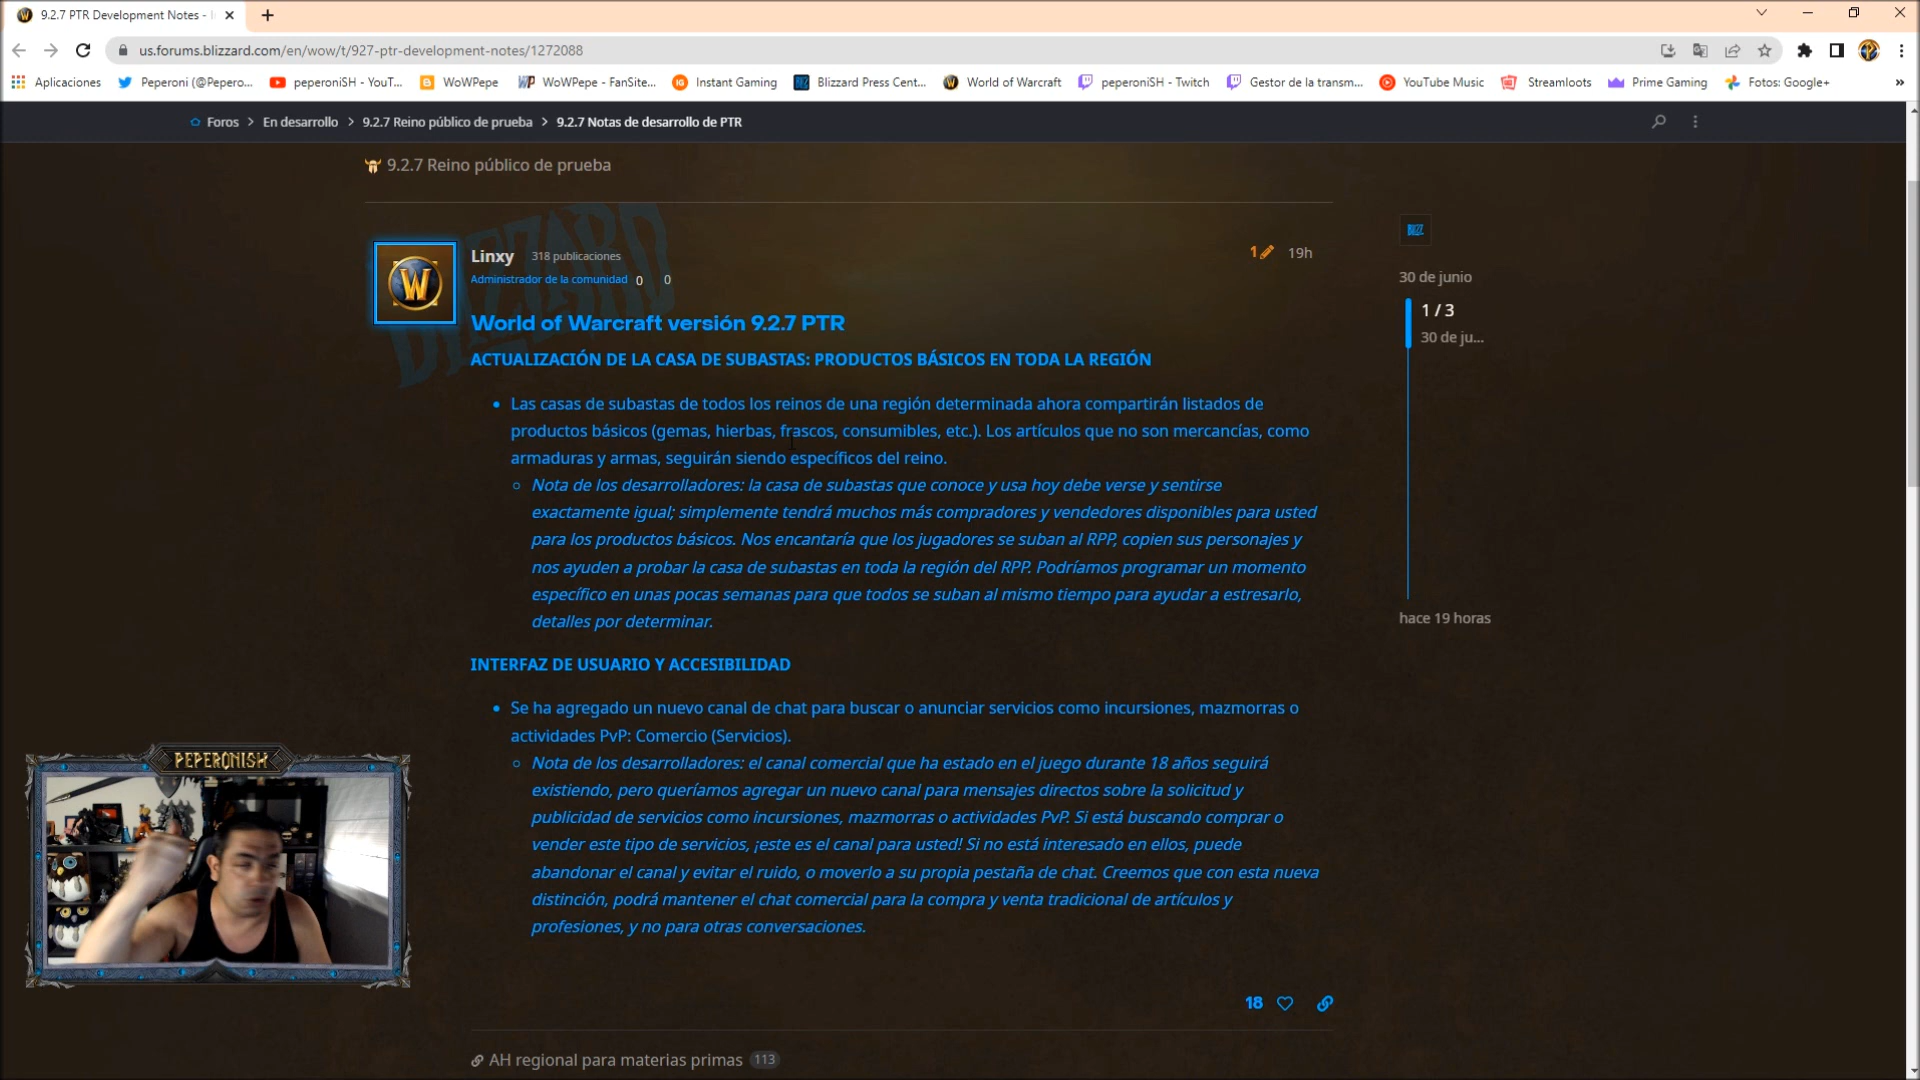 9.2.7 PTR Development Notes -
us.forums.blizzard.com/en/wow/t/927-ptr-development-notes/1272088
Aplicaciones Peperoni (@Pepero... peperoniSH - YouT... WoWPepe WoWPepe - FanSite... Instant Gaming Blizzard Press Cent... World of Warcraft peperoniSH - Twitch Gestor de la transm... YouTube Music Streamloots Prime Gaming Fotos: Google+ »
Foros > En desarrollo > 9.2.7 Reino público de prueba > 9.2.7 Notas de desarrollo de PTR
9.2.7 Reino público de prueba
Linxy 318 publicaciones 1 19h
Administrador de la comunidad 0 0
World of Warcraft versión 9.2.7 PTR
ACTUALIZACIÓN DE LA CASA DE SUBASTAS: PRODUCTOS BÁSICOS EN TODA LA REGIÓN
• Las casas de subastas de todos los reinos de una región determinada ahora compartirán listados de
productos básicos (gemas, hierbas, frascos, consumibles, etc.). Los artículos que no son mercancías, como
armaduras y armas, seguirán siendo específicos del reino.
Nota de los desarrolladores: la casa de subastas que conoce y usa hoy debe verse y sentirse
exactamente igual; simplemente tendrá muchos más compradores y vendedores disponibles para usted
para los productos básicos. Nos encantaría que los jugadores se suban al RPP, copien sus personajes y
nos ayuden a probar la casa de subastas en toda la región del RPP. Podríamos programar un momento
específico en unas pocas semanas para que todos se suban al mismo tiempo para ayudar a estresarlo,
detalles por determinar.
INTERFAZ DE USUARIO Y ACCESIBILIDAD
• Se ha agregado un nuevo canal de chat para buscar o anunciar servicios como incursiones, mazmorras o
actividades PvP: Comercio (Servicios).
Nota de los desarrolladores: el canal comercial que ha estado en el juego durante 18 años seguirá
existiendo, pero queríamos agregar un nuevo canal para mensajes directos sobre la solicitud y
publicidad de servicios como incursiones, mazmorras o actividades PvP. Si está buscando comprar o
vender este tipo de servicios, ¡este es el canal para usted! Si no está interesado en ellos, puede
abandonar el canal y evitar el ruido, o moverlo a su propia pestaña de chat. Creemos que con esta nueva
distinción, podrá mantener el chat comercial para la compra y venta tradicional de artículos y
profesiones, y no para otras conversaciones.
18
AH regional para materias primas 113
30 de junio
1 / 3
30 de ju...
hace 19 horas
BLIZZARD
PEPERONISH